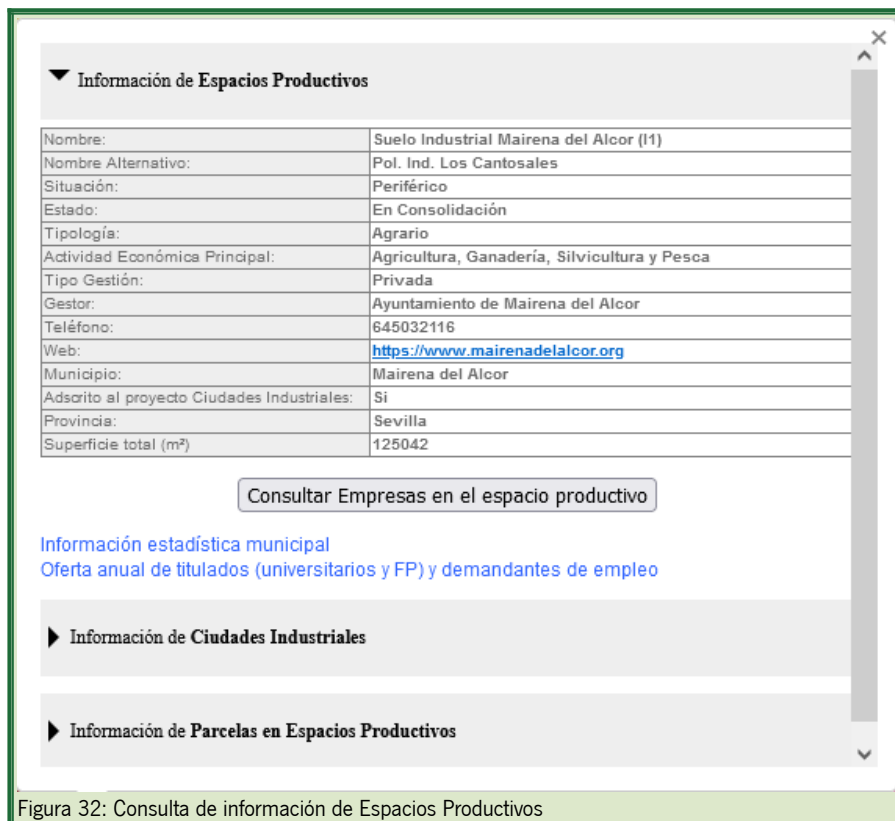 Información de Espacios Productivos
Nombre: Suelo Industrial Mairena del Alcor (I1)
Nombre Alternativo: Pol. Ind. Los Cantosales
Situación: Periférico
Estado: En Consolidación
Tipología: Agrario
Actividad Económica Principal: Agricultura, Ganadería, Silvicultura y Pesca
Tipo Gestión: Privada
Gestor: Ayuntamiento de Mairena del Alcor
Teléfono: 645032116
Web: https://www.mairenadelalcor.org
Municipio: Mairena del Alcor
Adscrito al proyecto Ciudades Industriales: Si
Provincia: Sevilla
Superficie total (m²) 125042
Consultar Empresas en el espacio productivo
Información estadística municipal
Oferta anual de titulados (universitarios y FP) y demandantes de empleo
Información de Ciudades Industriales
Información de Parcelas en Espacios Productivos
Figura 32: Consulta de información de Espacios Productivos